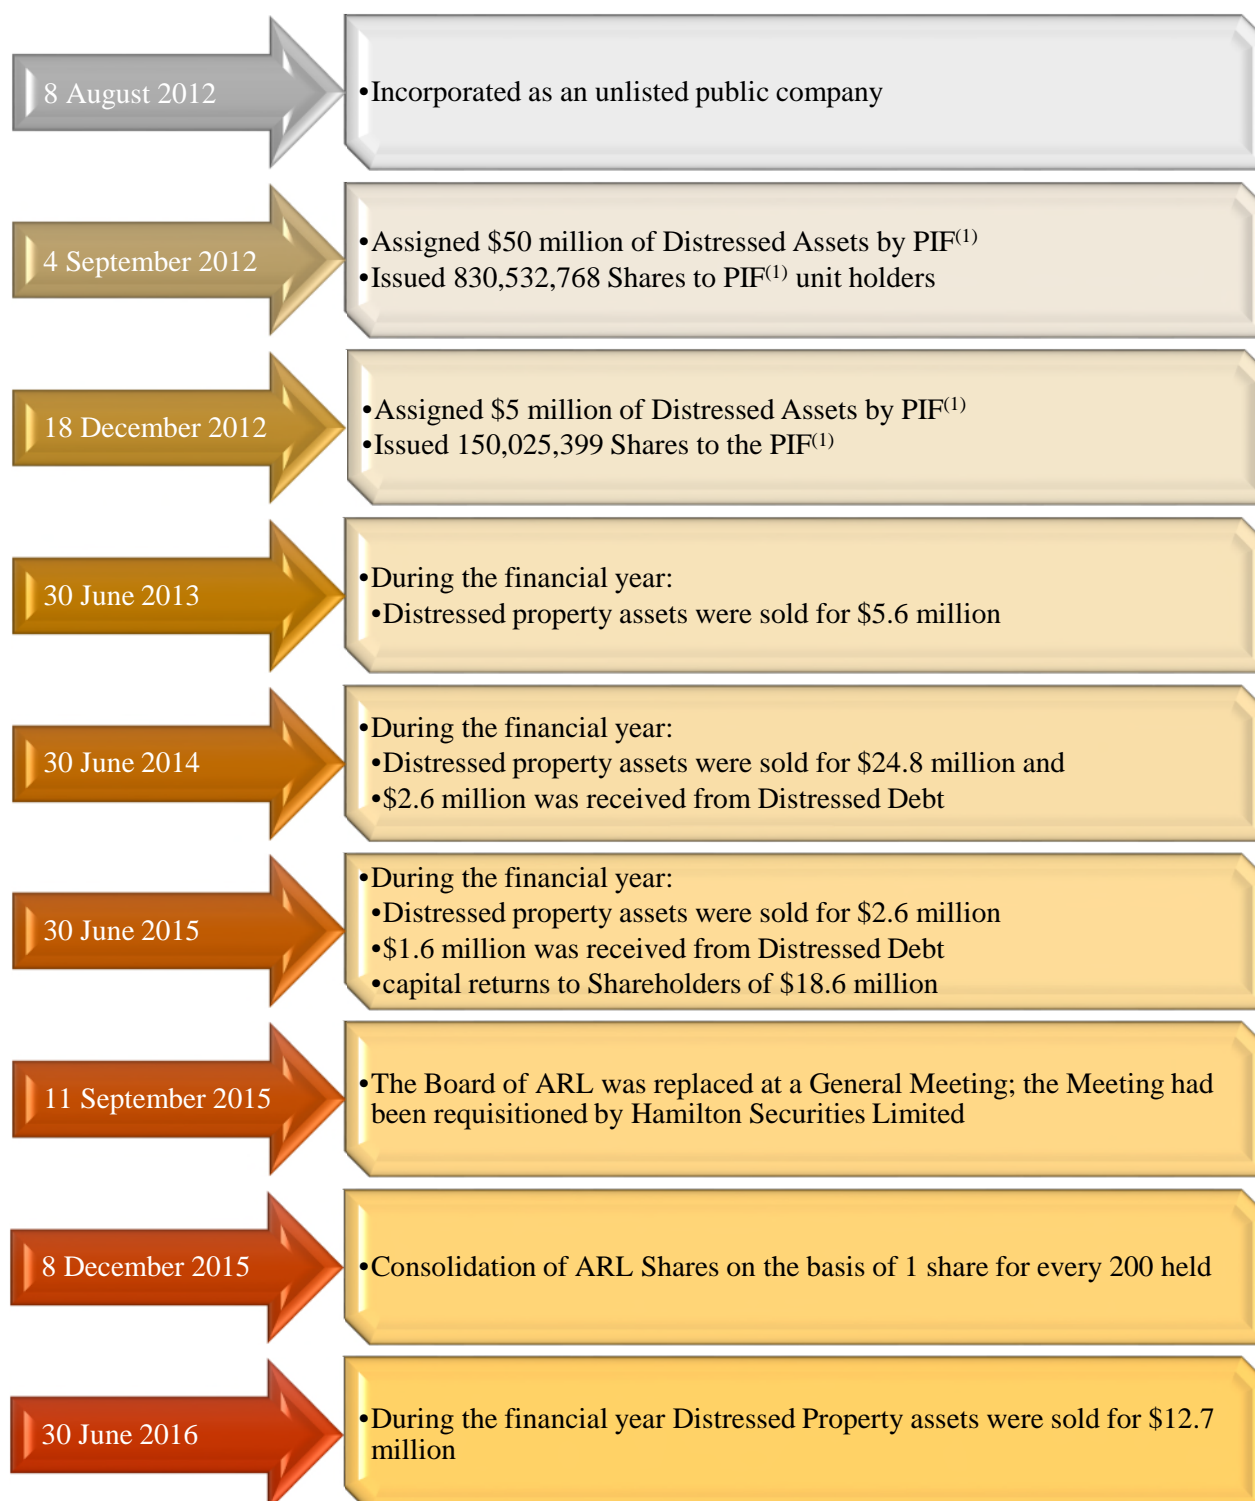 8 August 2012
•Incorporated as an unlisted public company
4 September 2012
•Assigned $50 million of Distressed Assets by PIF(1)
•Issued 830,532,768 Shares to PIF(1) unit holders
18 December 2012
•Assigned $5 million of Distressed Assets by PIF(1)
•Issued 150,025,399 Shares to the PIF(1)
30 June 2013
•During the financial year:
•Distressed property assets were sold for $5.6 million
30 June 2014
•During the financial year:
•Distressed property assets were sold for $24.8 million and
•$2.6 million was received from Distressed Debt
30 June 2015
•During the financial year:
•Distressed property assets were sold for $2.6 million
•$1.6 million was received from Distressed Debt
•capital returns to Shareholders of $18.6 million
11 September 2015
•The Board of ARL was replaced at a General Meeting; the Meeting had
been requisitioned by Hamilton Securities Limited
8 December 2015
•Consolidation of ARL Shares on the basis of 1 share for every 200 held
30 June 2016
•During the financial year Distressed Property assets were sold for $12.7
million